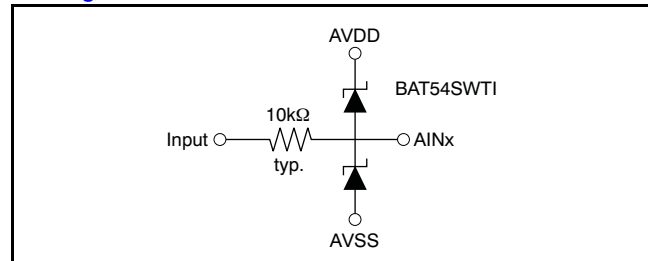 AVDD
BAT54SWTI
10kΩ
Input
AINx
typ.
AVSS